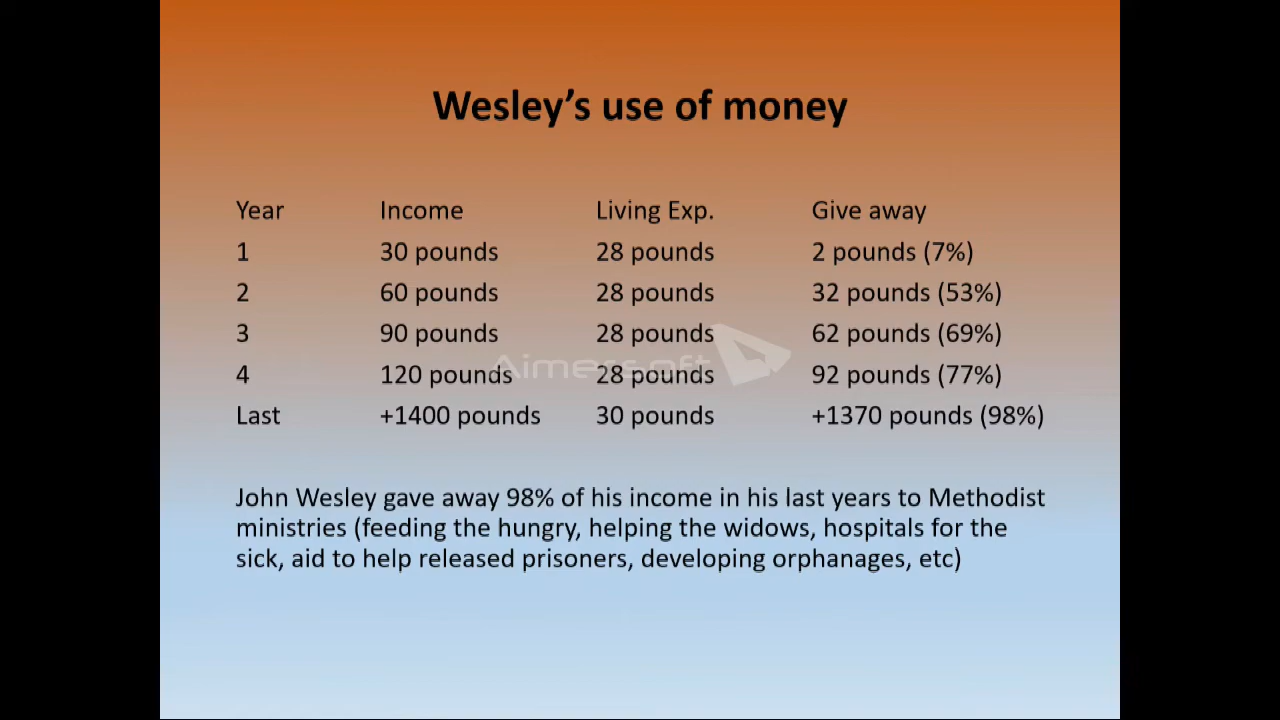 Wesley’s use of money
Year Income Living Exp. Give away
1 30 pounds 28 pounds 2 pounds (7%)
2 60 pounds 28 pounds 32 pounds (53%)
3 90 pounds 28 pounds 62 pounds (69%)
Aimersoft
4 120 pounds 28 pounds 92 pounds (77%)
Last +1400 pounds 30 pounds +1370 pounds (98%)
John Wesley gave away 98% of his income in his last years to Methodist
ministries (feeding the hungry, helping the widows, hospitals for the
sick, aid to help released prisoners, developing orphanages, etc)